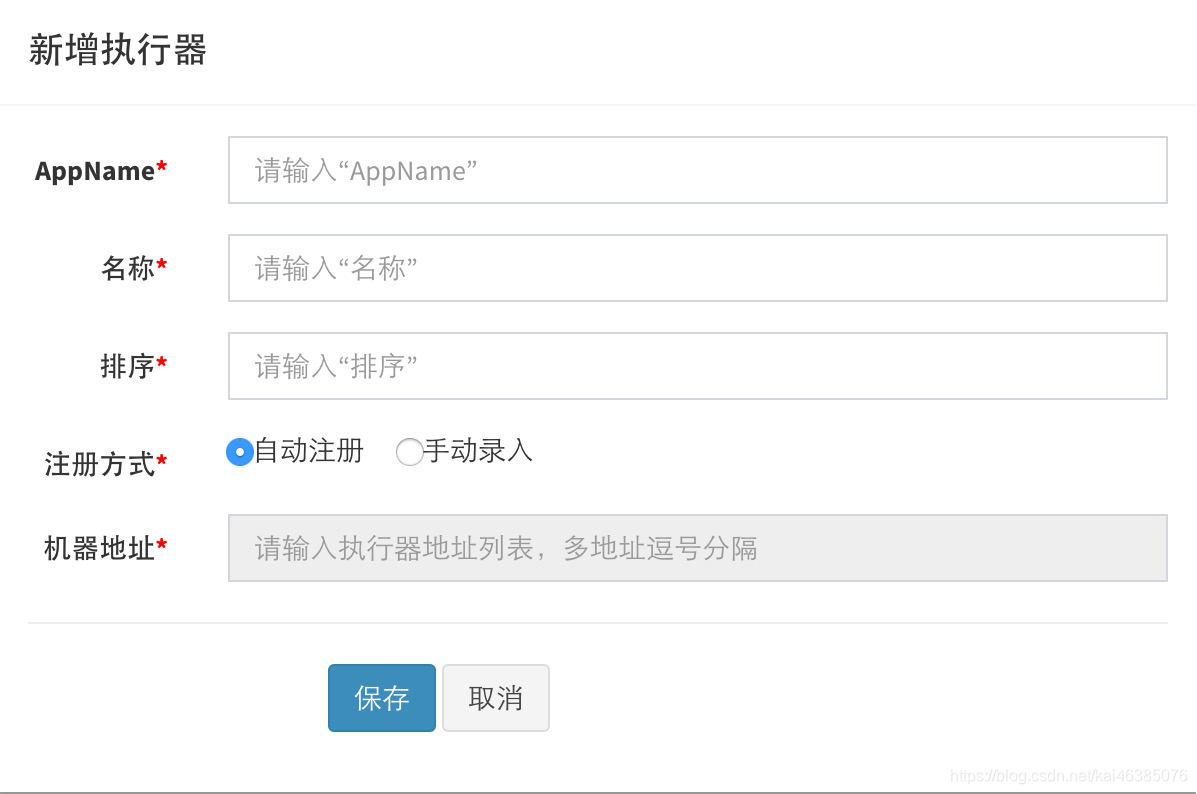 新增执行器
AppName*
请输入“AppName”
名称*
请输入“名称”
排序*
请输入“排序”
注册方式*
自动注册 手动录入
机器地址*
请输入执行器地址列表，多地址逗号分隔
保存 取消
https://blog.csdn.net/kai46385076